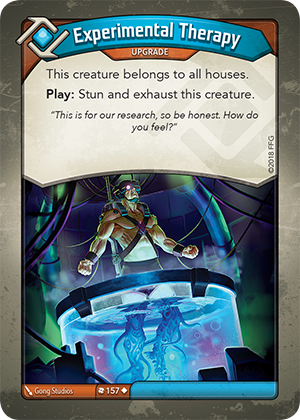 Experimental Therapy
UPGRADE
This creature belongs to all houses.
Play: Stun and exhaust this creature.
“This is for our research, so be honest. How do
you feel?”
©2018 FFG
Gong Studios
157